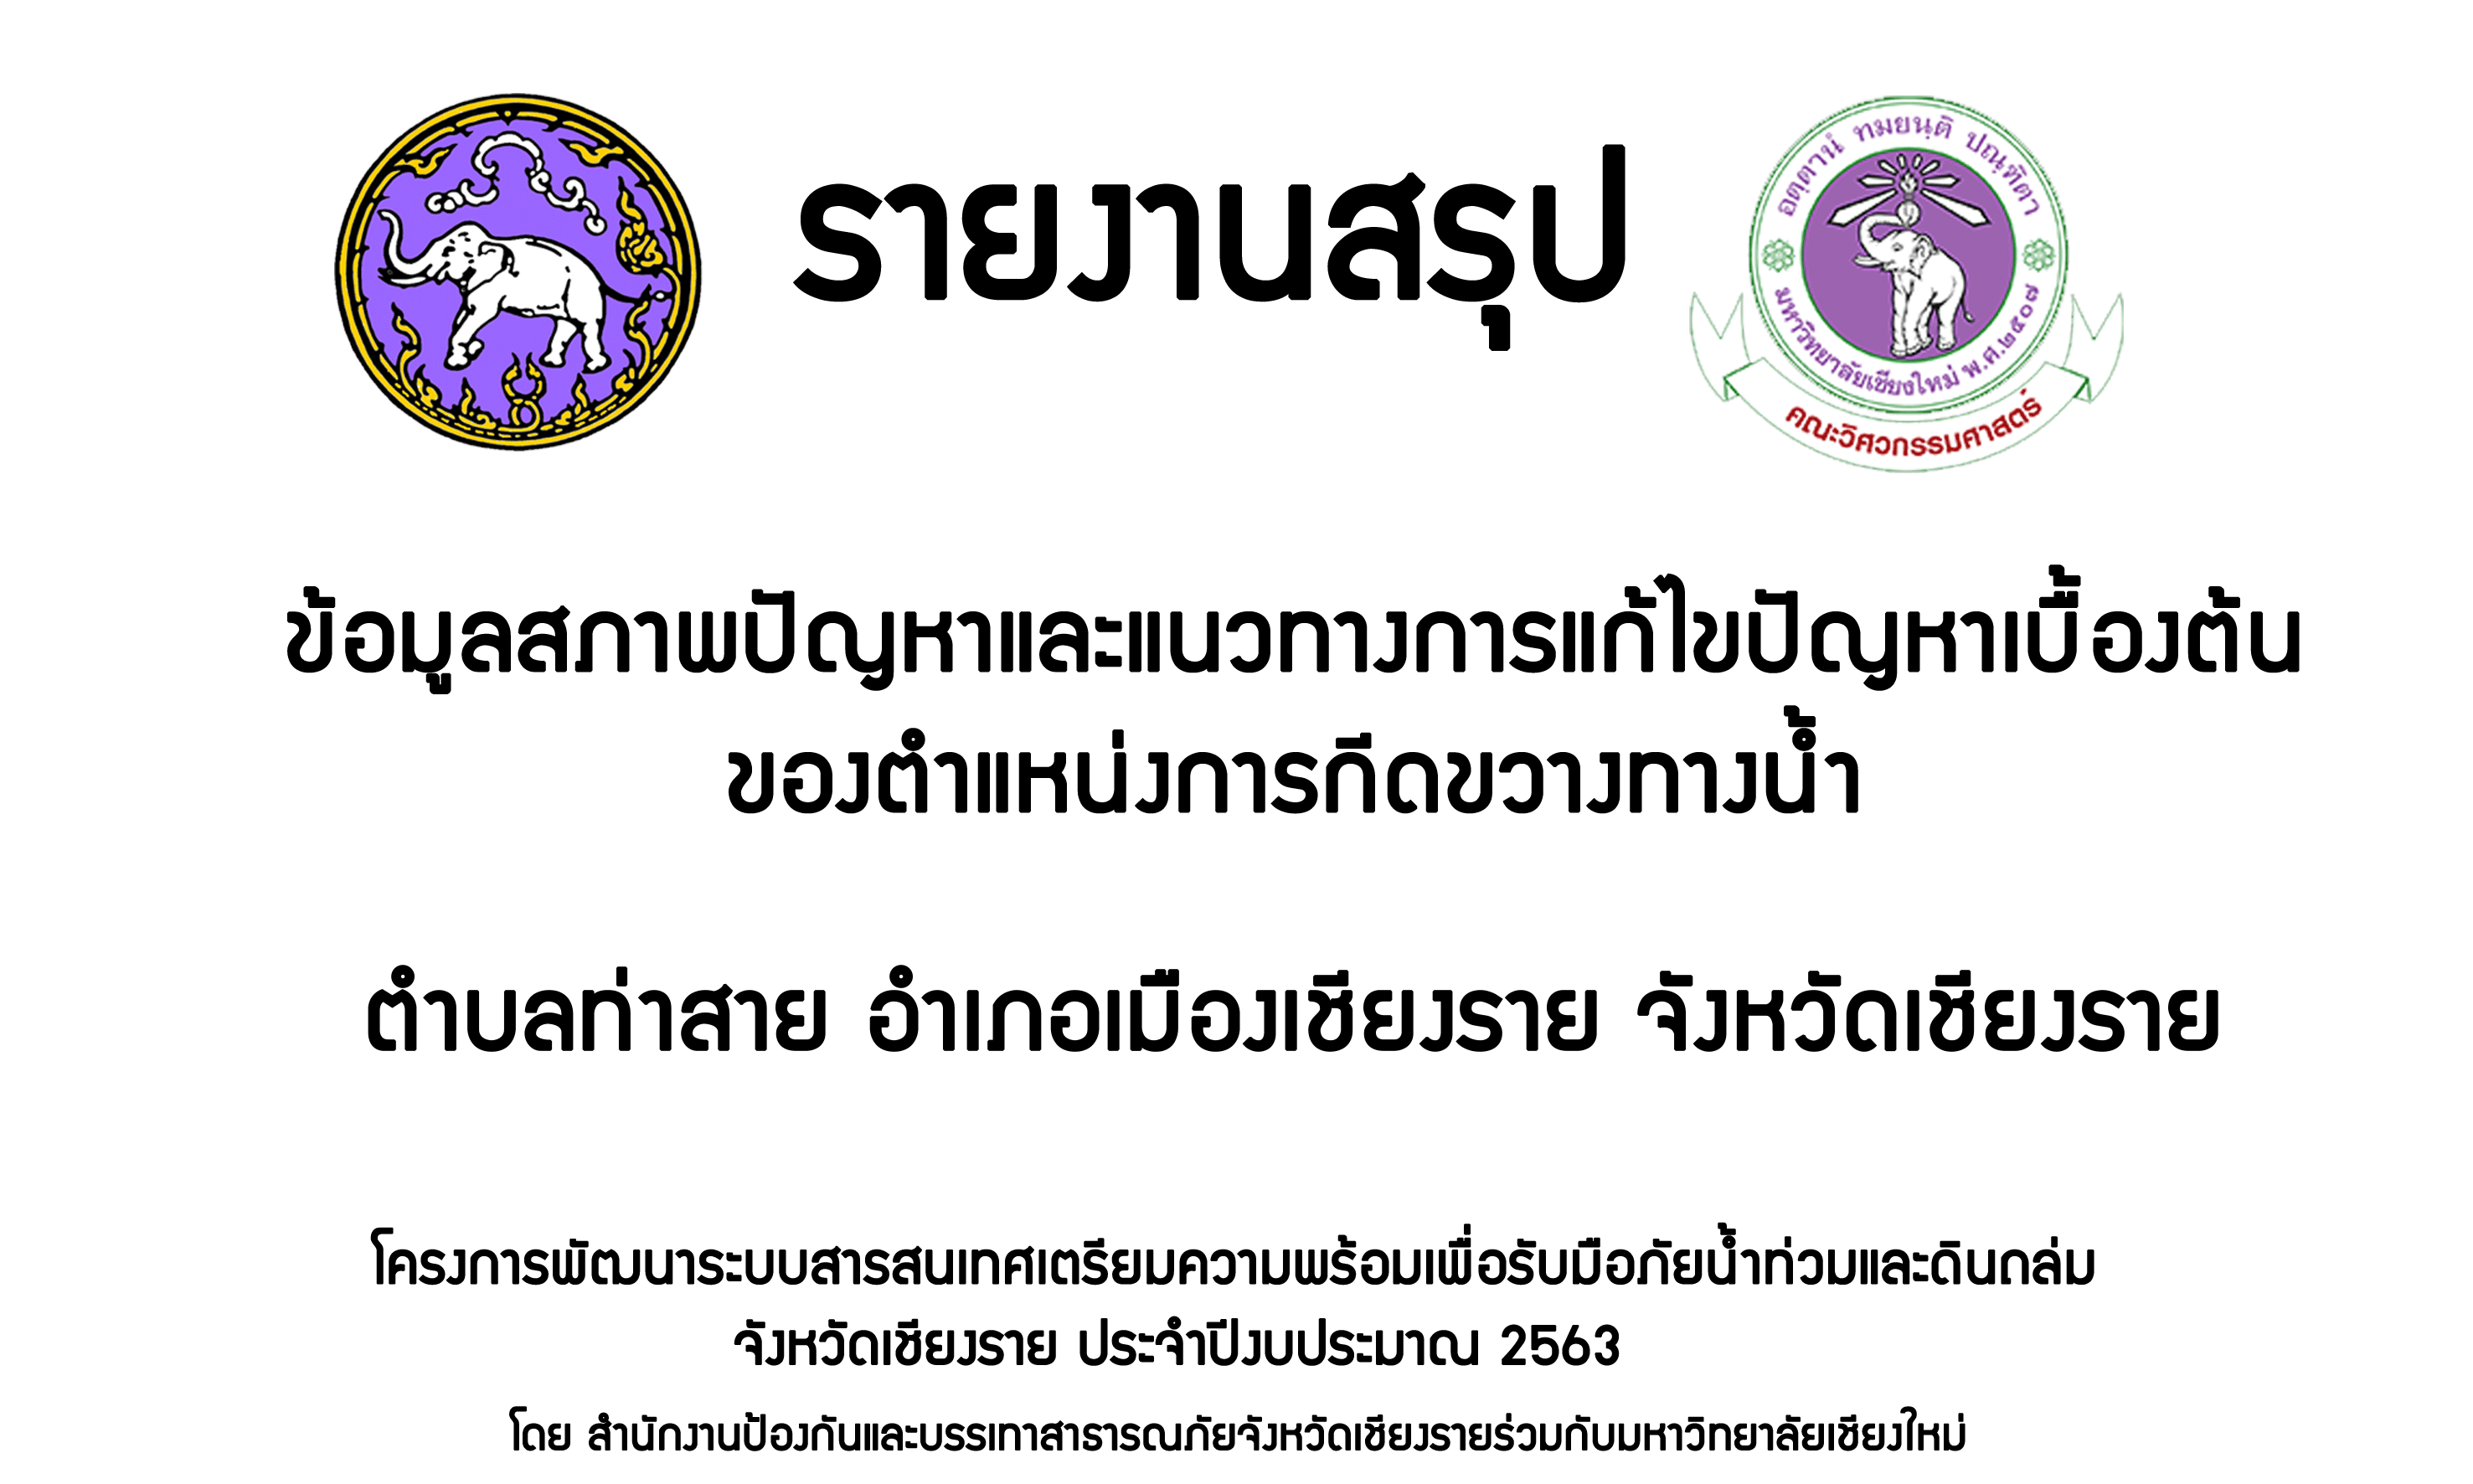 รายงานสรุป
อตฺตานํ ทมยนฺติ ปณฺฑิตา
มหาวิทยาลัยเชียงใหม่ พ.ศ.๒๕๐๗
คณะวิศวกรรมศาสตร์
ข้อมูลสภาพปัญหาและแนวทางการแก้ไขปัญหาเบื้องต้น
ของตำแหน่งการกีดขวางทางน้ำ
ตำบลท่าสาย อำเภอเมืองเชียงราย จังหวัดเชียงราย
โครงการพัฒนาระบบสารสนเทศเตรียมความพร้อมเพื่อรับมือภัยน้ำท่วมและดินถล่ม
จังหวัดเชียงราย ประจำปีงบประมาณ 2563
โดย สำนักงานป้องกันและบรรเทาสาธารณภัยจังหวัดเชียงรายร่วมกับมหาวิทยาลัยเชียงใหม่